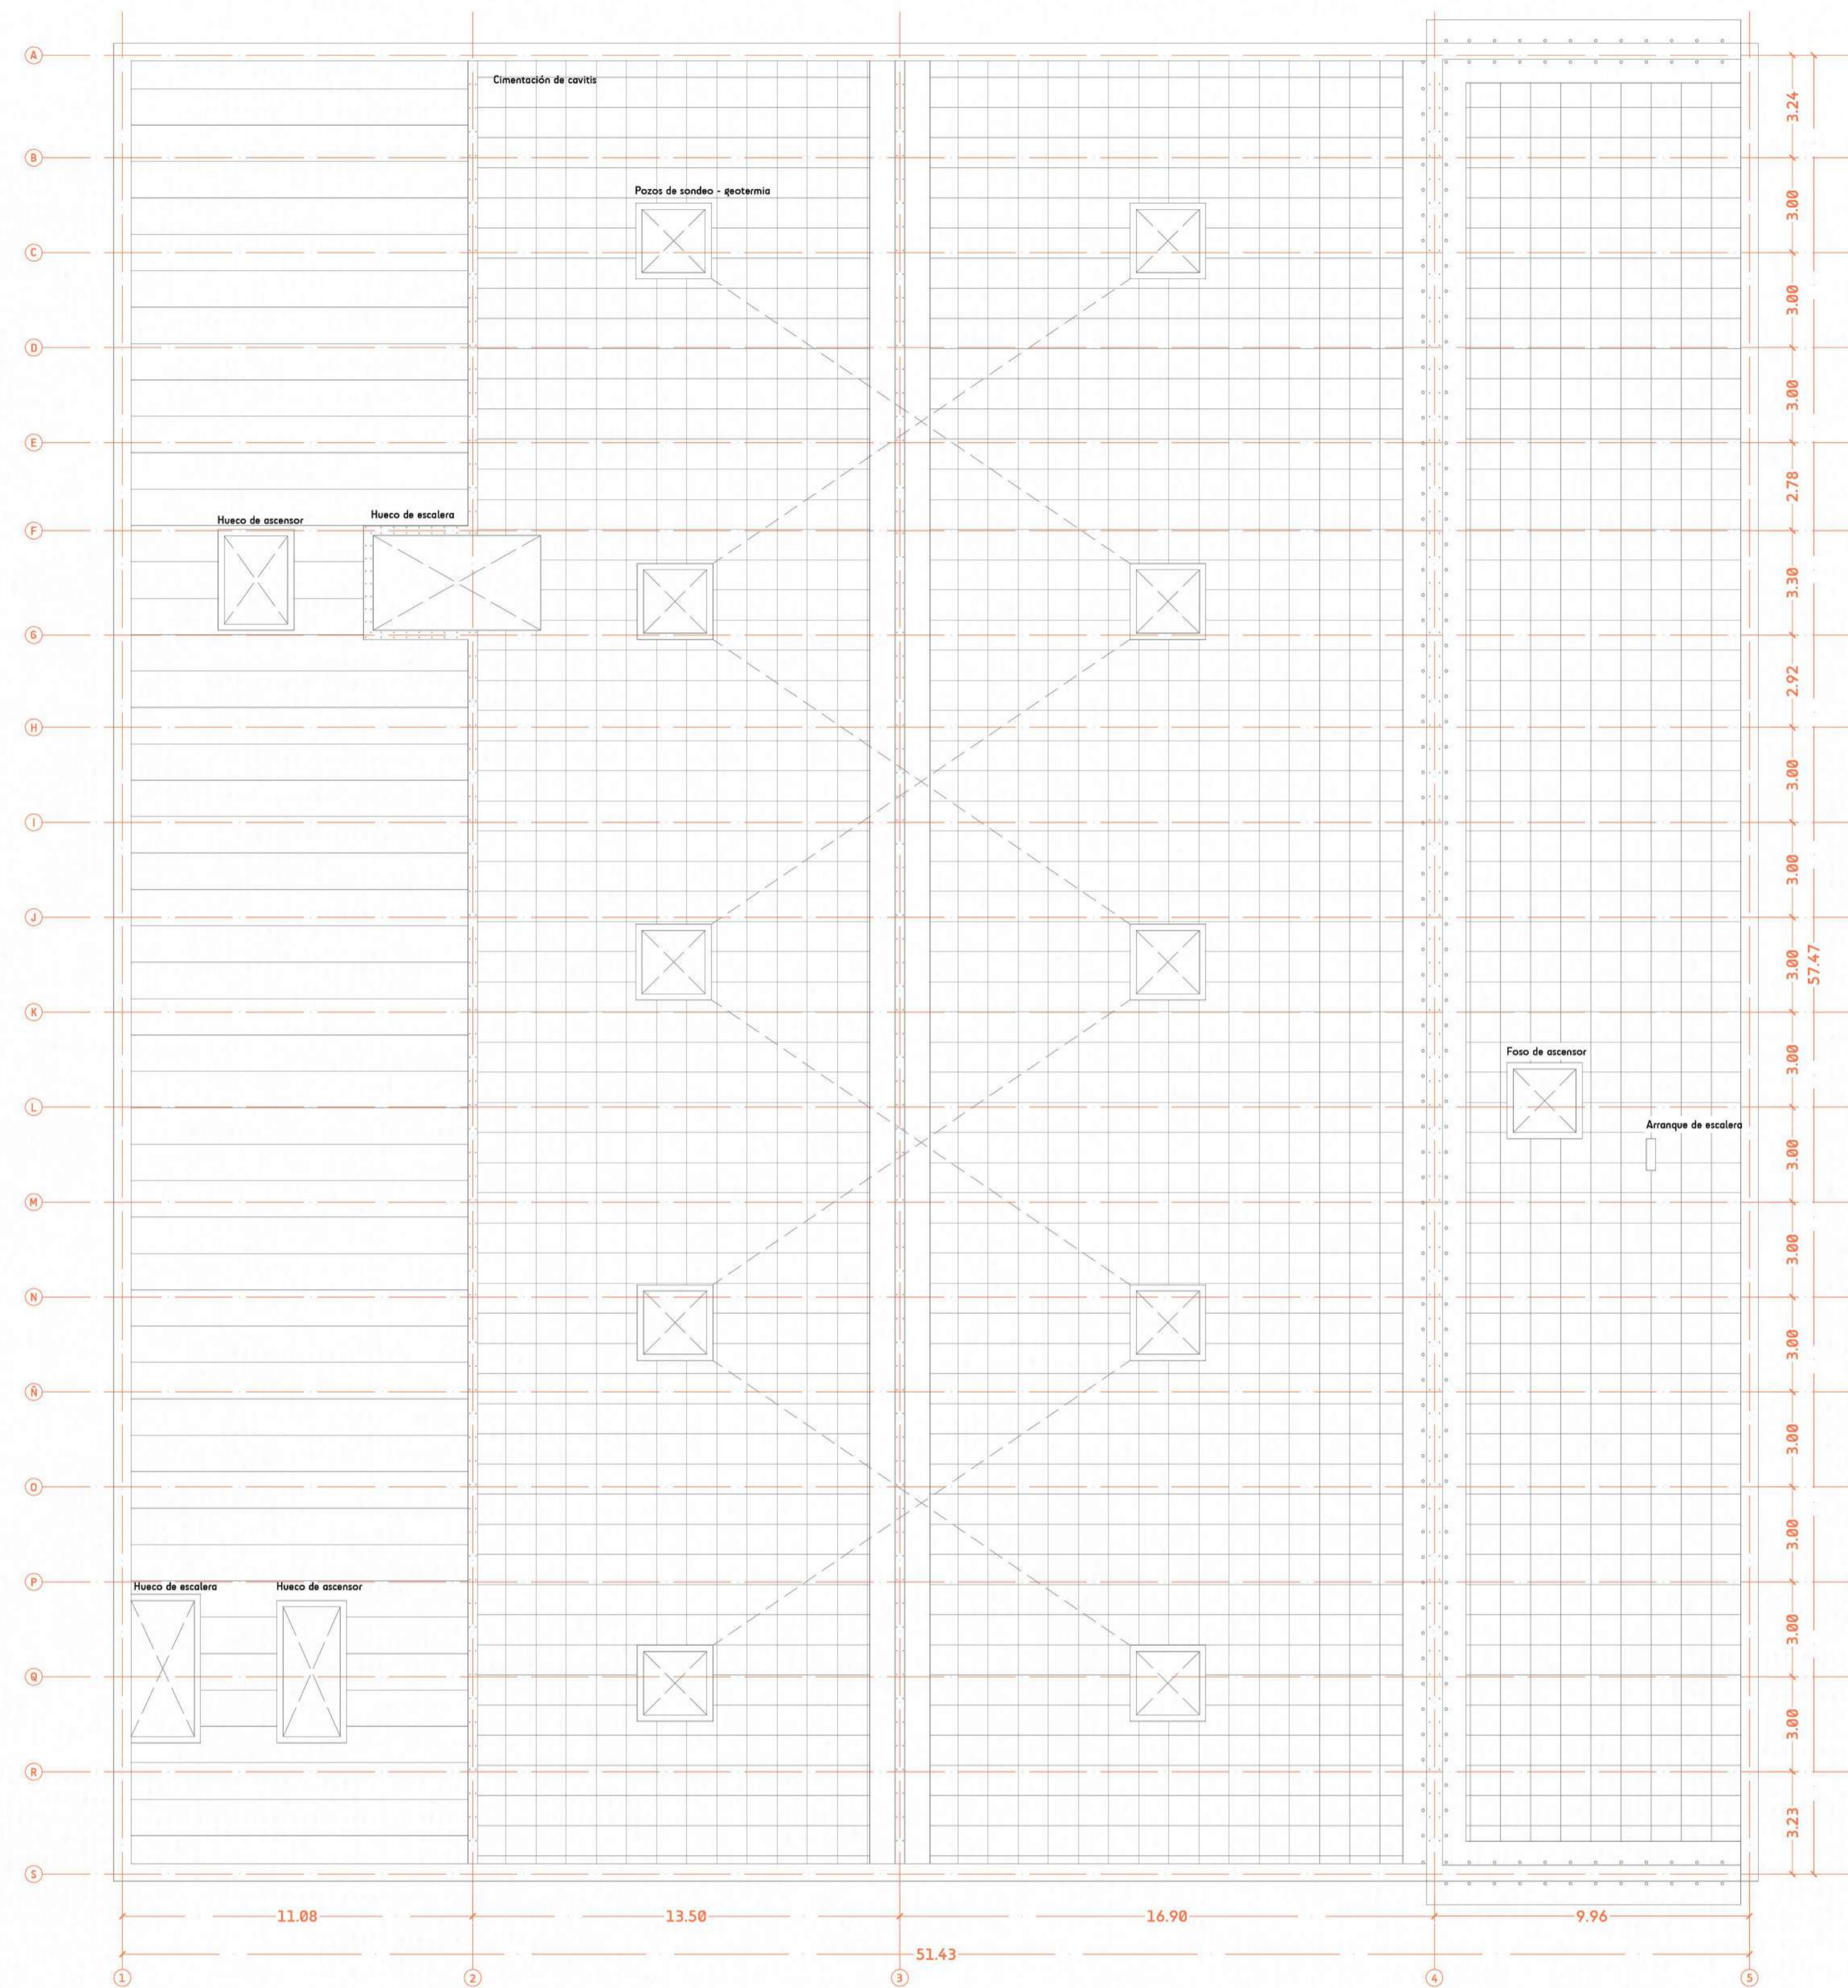 A
Cimentación de cavitis
3.24
B
Pozos de sondeo - geotermia
3.00
C
3.00
D
3.00
E
2.78
Hueco de ascensor
Hueco de escalera
F
3.30
G
2.92
H
3.00
I
3.00
J
3.00
57.47
K
Foso de ascensor
3.00
L
Arranque de escalera
3.00
M
3.00
N
3.00
Ñ
3.00
O
3.00
P
Hueco de escalera
Hueco de ascensor
3.00
Q
3.00
R
3.23
S
11.08
13.50
16.90
9.96
51.43
1
2
3
4
5